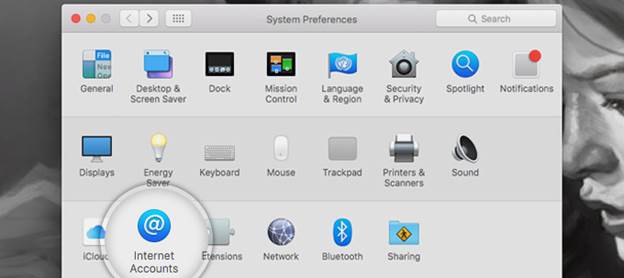 System Preferences
Search
File
General
Desktop &
Screen Saver
Dock
Mission
Control
Language
& Region
Security
& Privacy
Spotlight
Notifications
Displays
Energy
Saver
Keyboard
Mouse
Trackpad
Printers &
Scanners
Sound
iCloud
@
Internet
Accounts
Extensions
Network
Bluetooth
Sharing